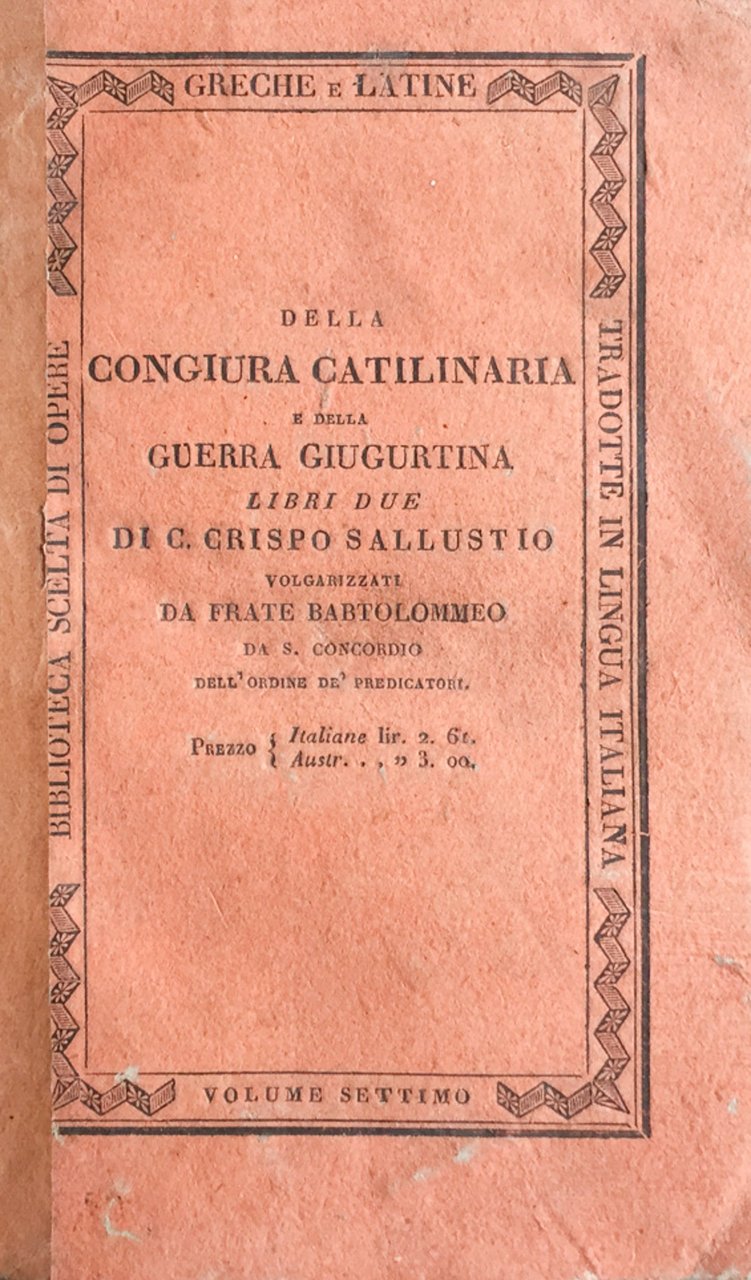 BIBLIOTECA SCELTA DI OPERE
GRECHE E LATINE
TRADOTTE IN LINGUA ITALIANA
DELLA
CONGIURA CATILINARIA
E DELLA
GUERRA GIUGURTINA
LIBRI DUE
DI C. CRISPO SALLUSTIO
VOLGARIZZATI
DA FRATE BARTOLOMMEO
DA S. CONCORDIO
DELL' ORDINE DE' PREDICATORI.
PREZZO { Italiane lir. 2. 61.
Austr. . , „ 3. 00.
VOLUME SETTIMO